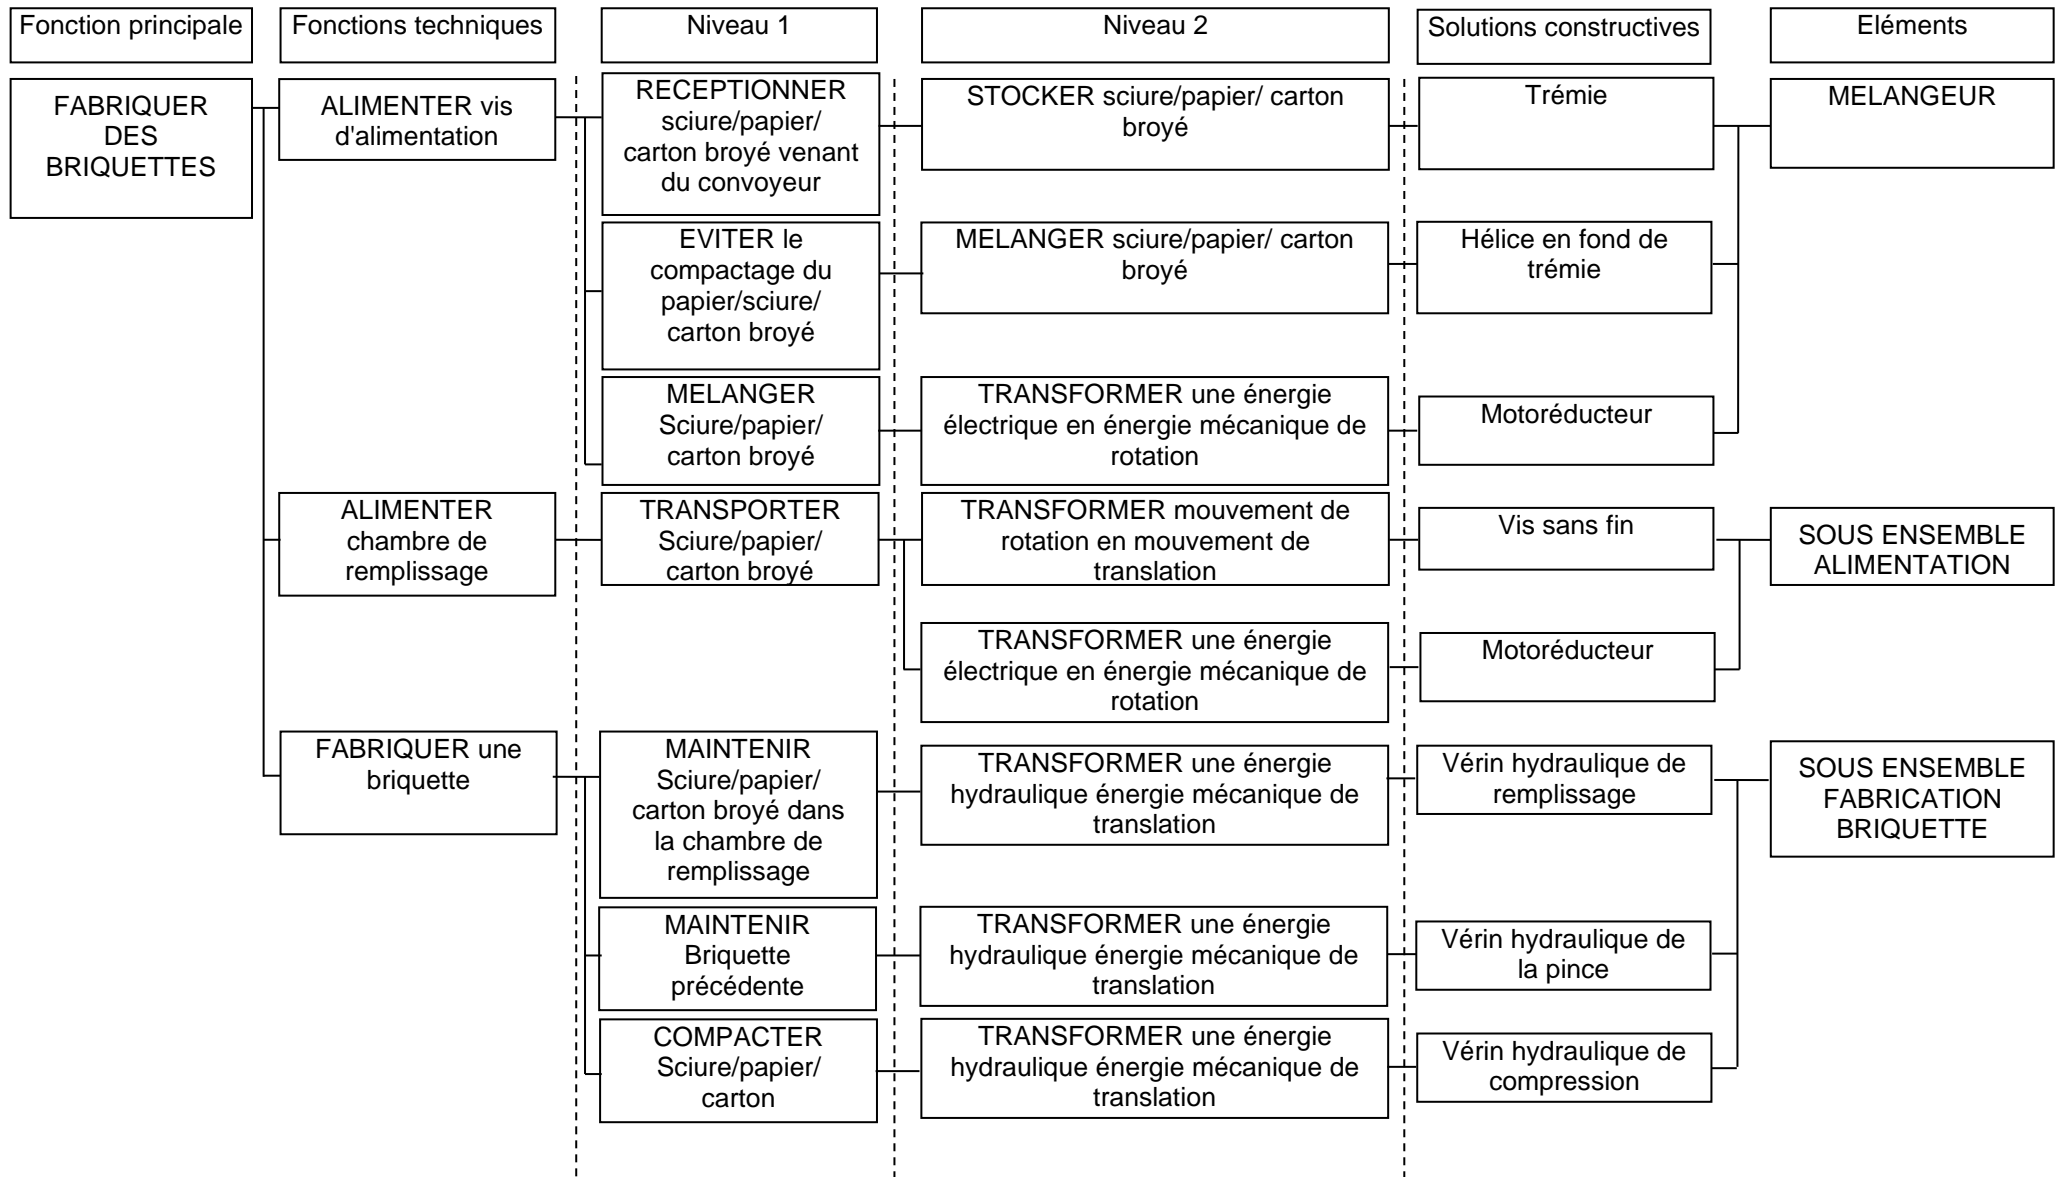 Fonction principale
Fonctions techniques
Niveau 1
Niveau 2
Solutions constructives
Eléments
FABRIQUER
DES
BRIQUETTES
ALIMENTER vis
d'alimentation
RECEPTIONNER
sciure/papier/
carton broyé venant
du convoyeur
STOCKER sciure/papier/ carton
broyé
Trémie
MELANGEUR
EVITER le
compactage du
papier/sciure/
carton broyé
MELANGER sciure/papier/ carton
broyé
Hélice en fond de
trémie
MELANGER
Sciure/papier/
carton broyé
TRANSFORMER une énergie
électrique en énergie mécanique de
rotation
Motoréducteur
ALIMENTER
chambre de
remplissage
TRANSPORTER
Sciure/papier/
carton broyé
TRANSFORMER mouvement de
rotation en mouvement de
translation
Vis sans fin
SOUS ENSEMBLE
ALIMENTATION
TRANSFORMER une énergie
électrique en énergie mécanique de
rotation
Motoréducteur
FABRIQUER une
briquette
MAINTENIR
Sciure/papier/
carton broyé dans
la chambre de
remplissage
TRANSFORMER une énergie
hydraulique énergie mécanique de
translation
Vérin hydraulique de
remplissage
SOUS ENSEMBLE
FABRICATION
BRIQUETTE
MAINTENIR
Briquette
précédente
TRANSFORMER une énergie
hydraulique énergie mécanique de
translation
Vérin hydraulique de
la pince
COMPACTER
Sciure/papier/
carton
TRANSFORMER une énergie
hydraulique énergie mécanique de
translation
Vérin hydraulique de
compression